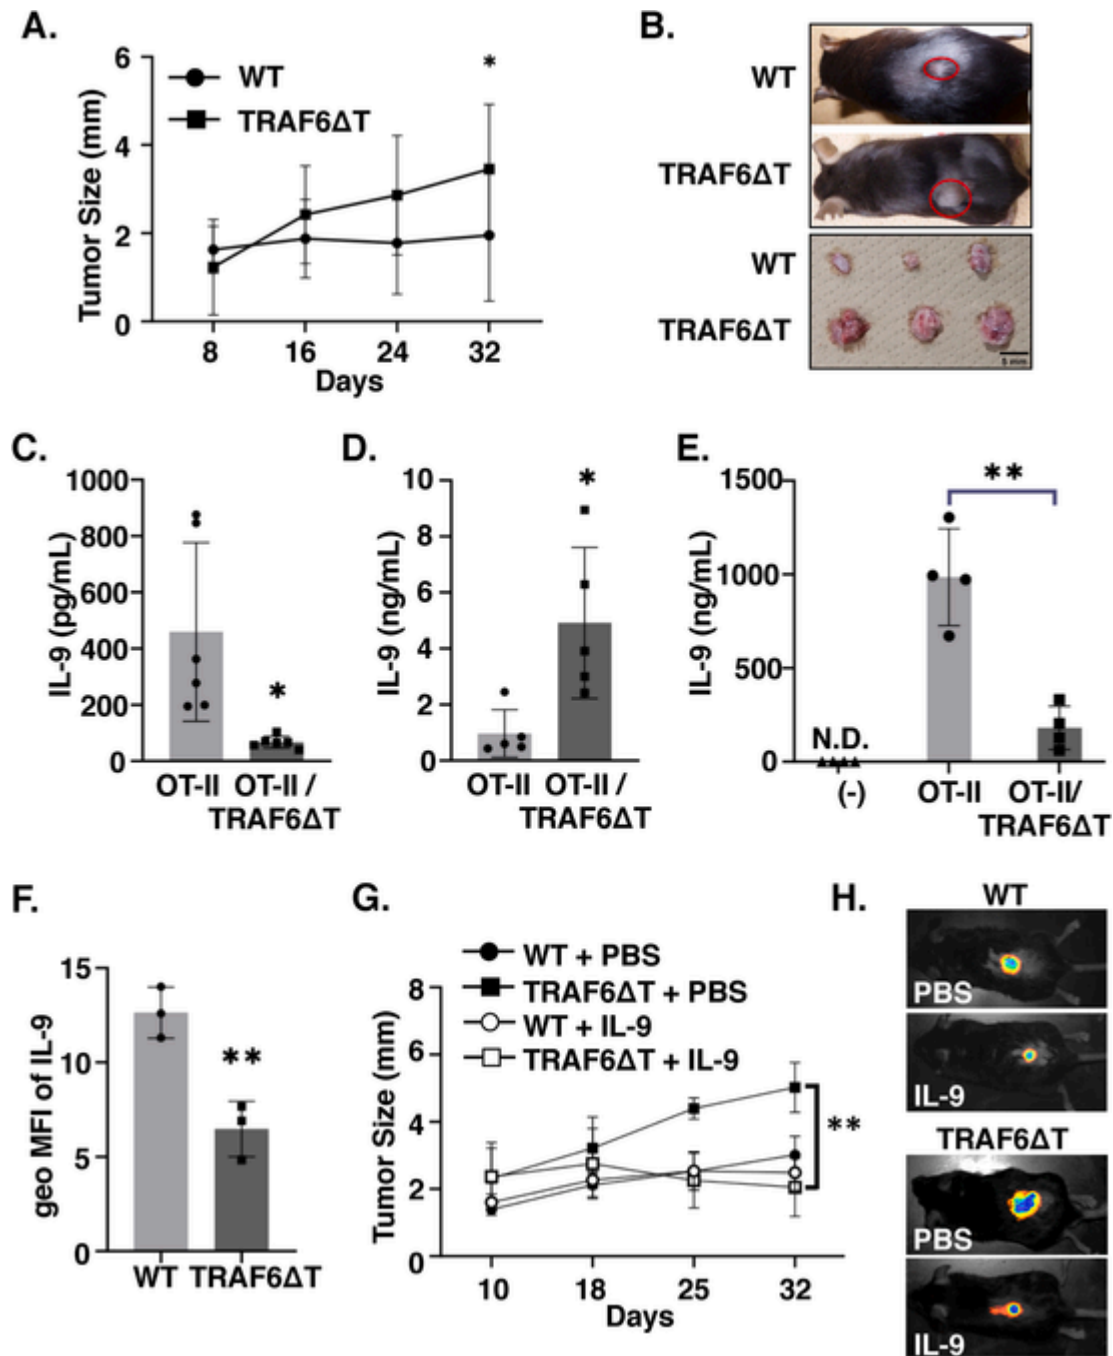 A.
6
4
2
0
Tumor Size (mm)
WT
TRAF6ΔT
*
8 16 24 32
Days
B.
WT
TRAF6ΔT
WT
TRAF6ΔT
5 mm
C.
1000
800
600
400
200
0
IL-9 (pg/mL)
*
OT-II OT-II /
TRAF6ΔT
D.
10
8
6
4
2
0
IL-9 (ng/mL)
*
OT-II OT-II /
TRAF6ΔT
E.
1500
1000
500
0
IL-9 (ng/mL)
**
N.D.
(-) OT-II OT-II/
TRAF6ΔT
F.
15
10
5
0
geo MFI of IL-9
**
WT TRAF6ΔT
G.
WT + PBS
TRAF6ΔT + PBS
WT + IL-9
TRAF6ΔT + IL-9
8
6
4
2
0
Tumor Size (mm)
**
10 18 25 32
Days
H.
WT
PBS
IL-9
TRAF6ΔT
PBS
IL-9